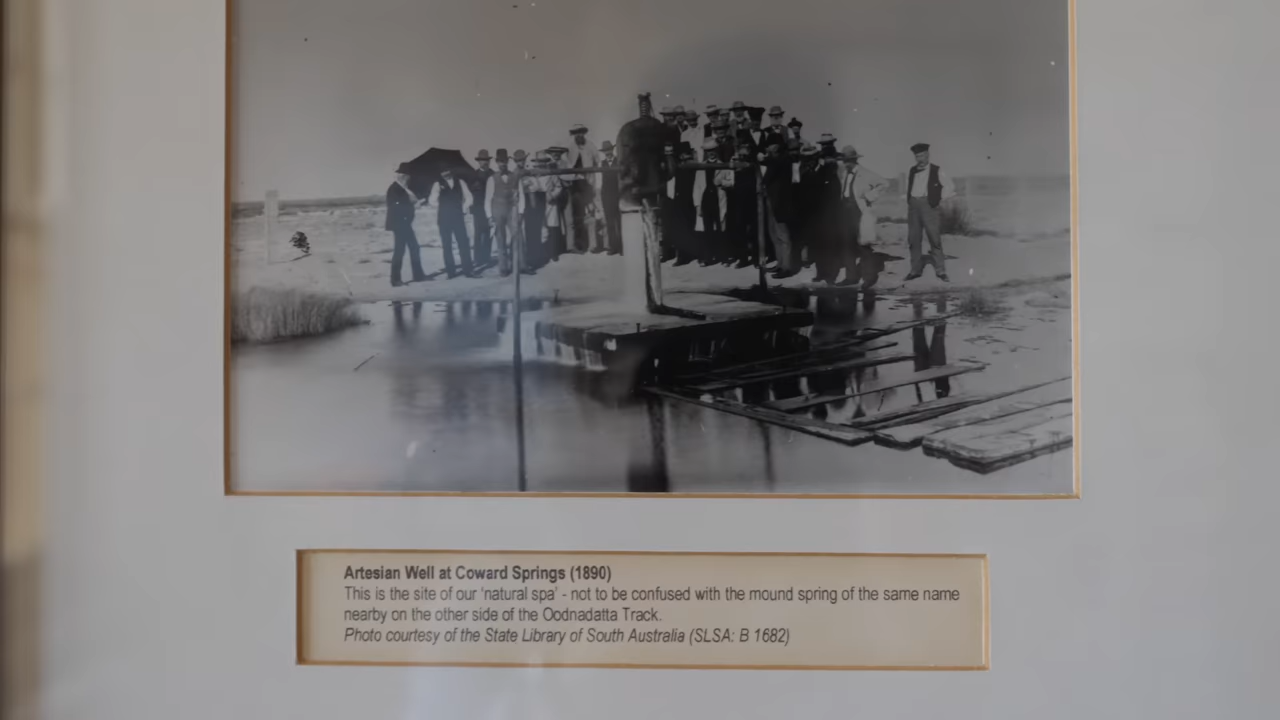 Artesian Well at Coward Springs (1890)
This is the site of our 'natural spa' - not to be confused with the mound spring of the same name
nearby on the other side of the Oodnadatta Track.
Photo courtesy of the State Library of South Australia (SLSA: B 1682)